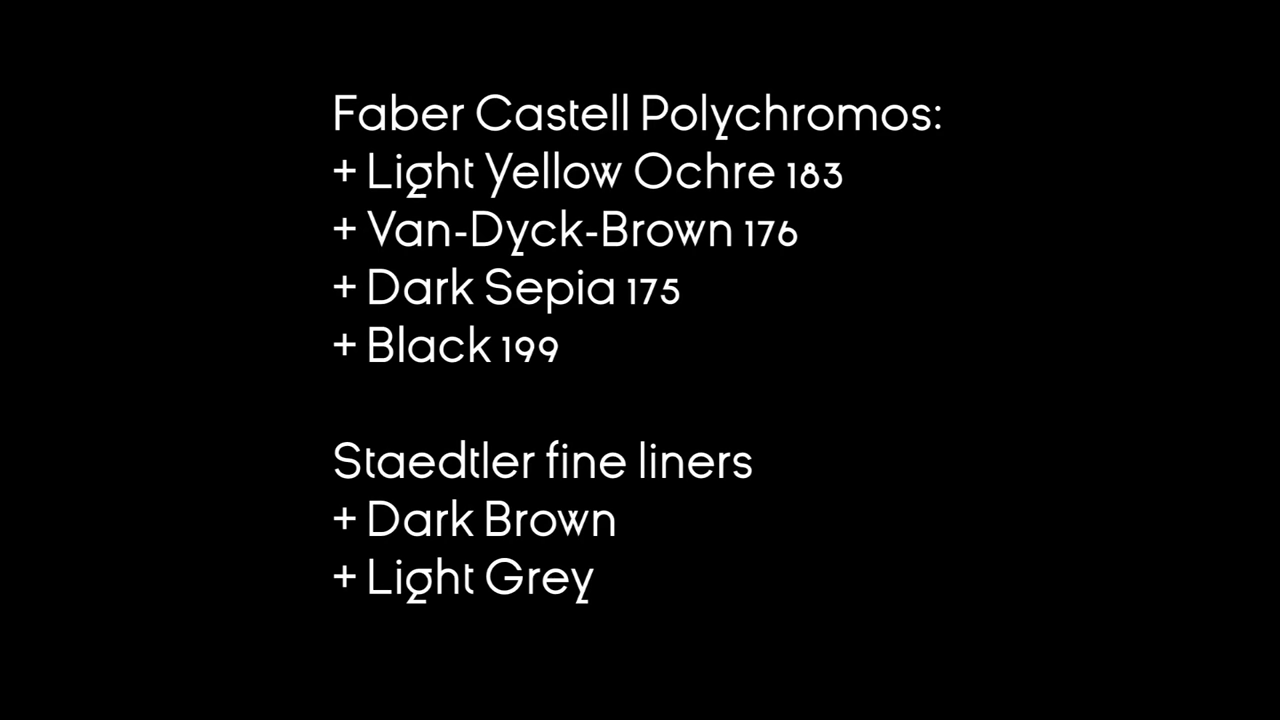 Faber Castell Polychromos:
+ Light Yellow Ochre 183
+ Van-Dyck-Brown 176
+ Dark Sepia 175
+ Black 199
Staedtler fine liners
+ Dark Brown
+ Light Grey